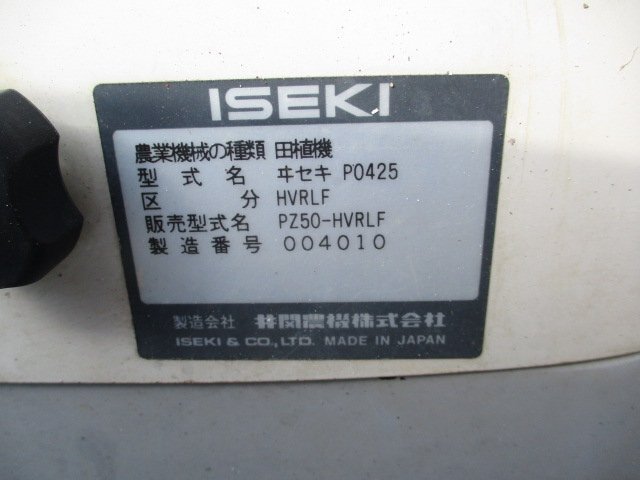 ISEKI
農業機械の種類 田植機
型式名 ヰセキ P0425
区分 HVRLF
販売型式名 PZ50-HVRLF
製造番号 004010
製造会社 井関農機株式会社
ISEKI & CO.,LTD. MADE IN JAPAN